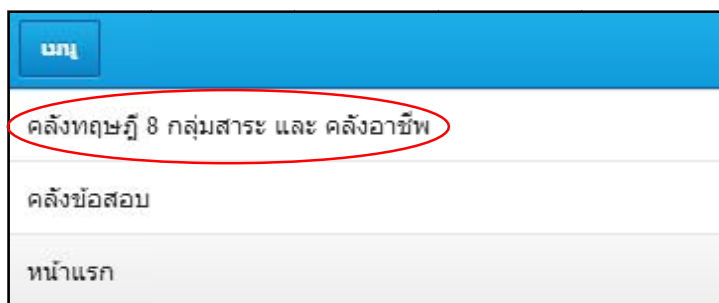 เมนู
คลังทฤษฎี 8 กลุ่มสาระ และ คลังอาชีพ
คลังข้อสอบ
หน้าแรก